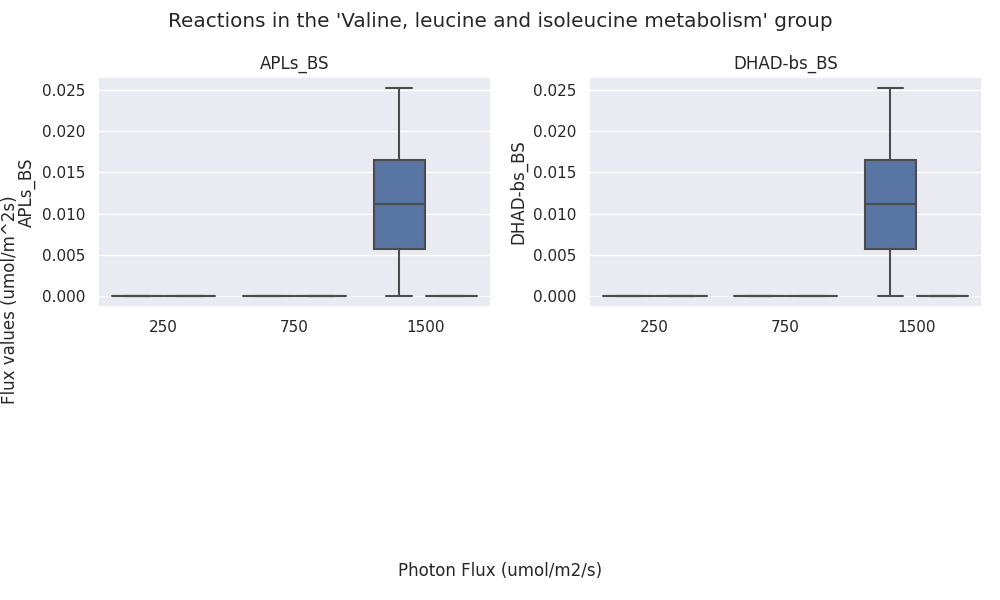 Reactions in the 'Valine, leucine and isoleucine metabolism' group
APLs_BS
DHAD-bs_BS
0.025
0.020
0.015
0.010
0.005
0.000
APLs_BS
Flux values (umol/m^2s)
250
750
1500
0.025
0.020
0.015
0.010
0.005
0.000
DHAD-bs_BS
250
750
1500
Photon Flux (umol/m2/s)